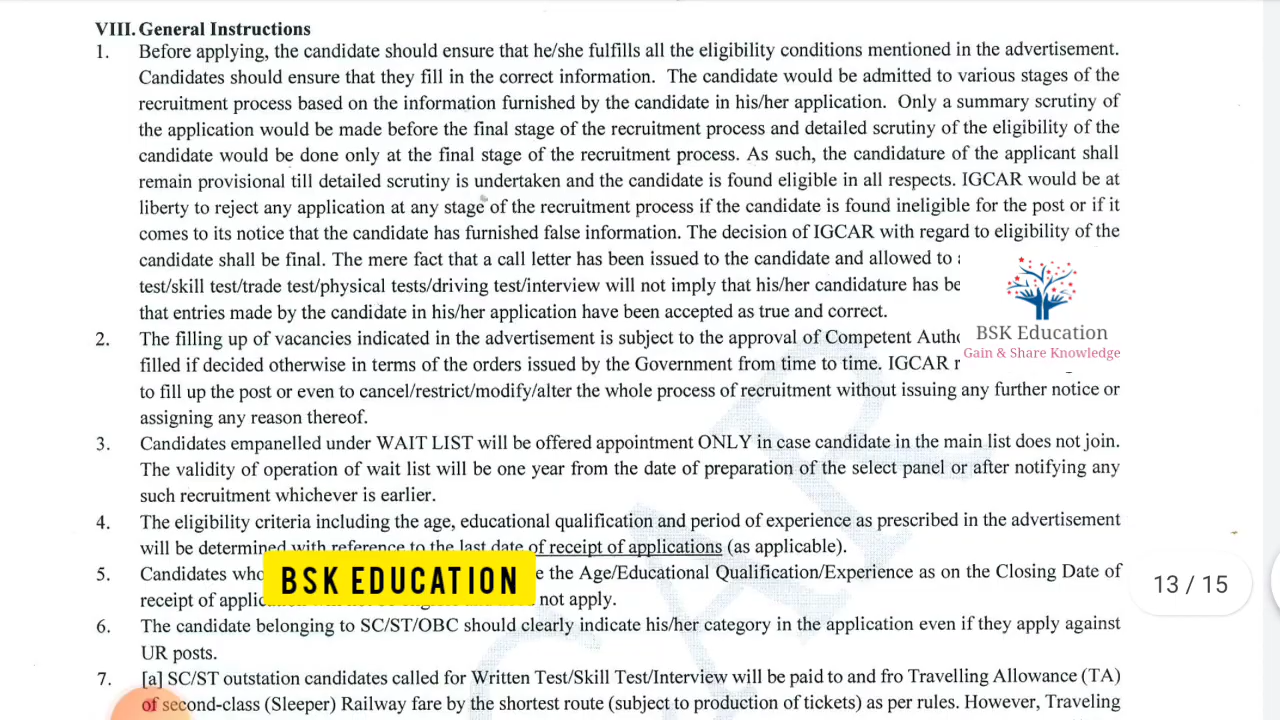 VIII. General Instructions
1. Before applying, the candidate should ensure that he/she fulfills all the eligibility conditions mentioned in the advertisement.
Candidates should ensure that they fill in the correct information. The candidate would be admitted to various stages of the
recruitment process based on the information furnished by the candidate in his/her application. Only a summary scrutiny of
the application would be made before the final stage of the recruitment process and detailed scrutiny of the eligibility of the
candidate would be done only at the final stage of the recruitment process. As such, the candidature of the applicant shall
remain provisional till detailed scrutiny is undertaken and the candidate is found eligible in all respects. IGCAR would be at
liberty to reject any application at any stage of the recruitment process if the candidate is found ineligible for the post or if it
comes to its notice that the candidate has furnished false information. The decision of IGCAR with regard to eligibility of the
candidate shall be final. The mere fact that a call letter has been issued to the candidate and allowed to
test/skill test/trade test/physical tests/driving test/interview will not imply that his/her candidature has be
that entries made by the candidate in his/her application have been accepted as true and correct.
2. The filling up of vacancies indicated in the advertisement is subject to the approval of Competent
BSK Education
filled if decided otherwise in terms of the orders issued by the Government from time to time. IGCAR
Gain & Share Knowledge
to fill up the post or even to cancel/restrict/modify/alter the whole process of recruitment without issuing any further notice or
assigning any reason thereof.
3. Candidates empanelled under WAIT LIST will be offered appointment ONLY in case candidate in the main list does not join.
The validity of operation of wait list will be one year from the date of preparation of the select panel or after notifying any
such recruitment whichever is earlier.
4. The eligibility criteria including the age, educational qualification and period of experience as prescribed in the advertisement
will be determined with reference to the last date of receipt of applications (as applicable).
5. Candidates who
BSK EDUCATION
the Age/Educational Qualification/Experience as on the Closing Date of
13 / 15
receipt of
not apply.
6. The candidate belonging to SC/ST/OBC should clearly indicate his/her category in the application even if they apply against
UR posts.
7. [a] SC/ST outstation candidates called for Written Test/Skill Test/Interview will be paid to and fro Travelling Allowance (TA)
of second-class (Sleeper) Railway fare by the shortest route (subject to production of tickets) as per rules. However, Traveling